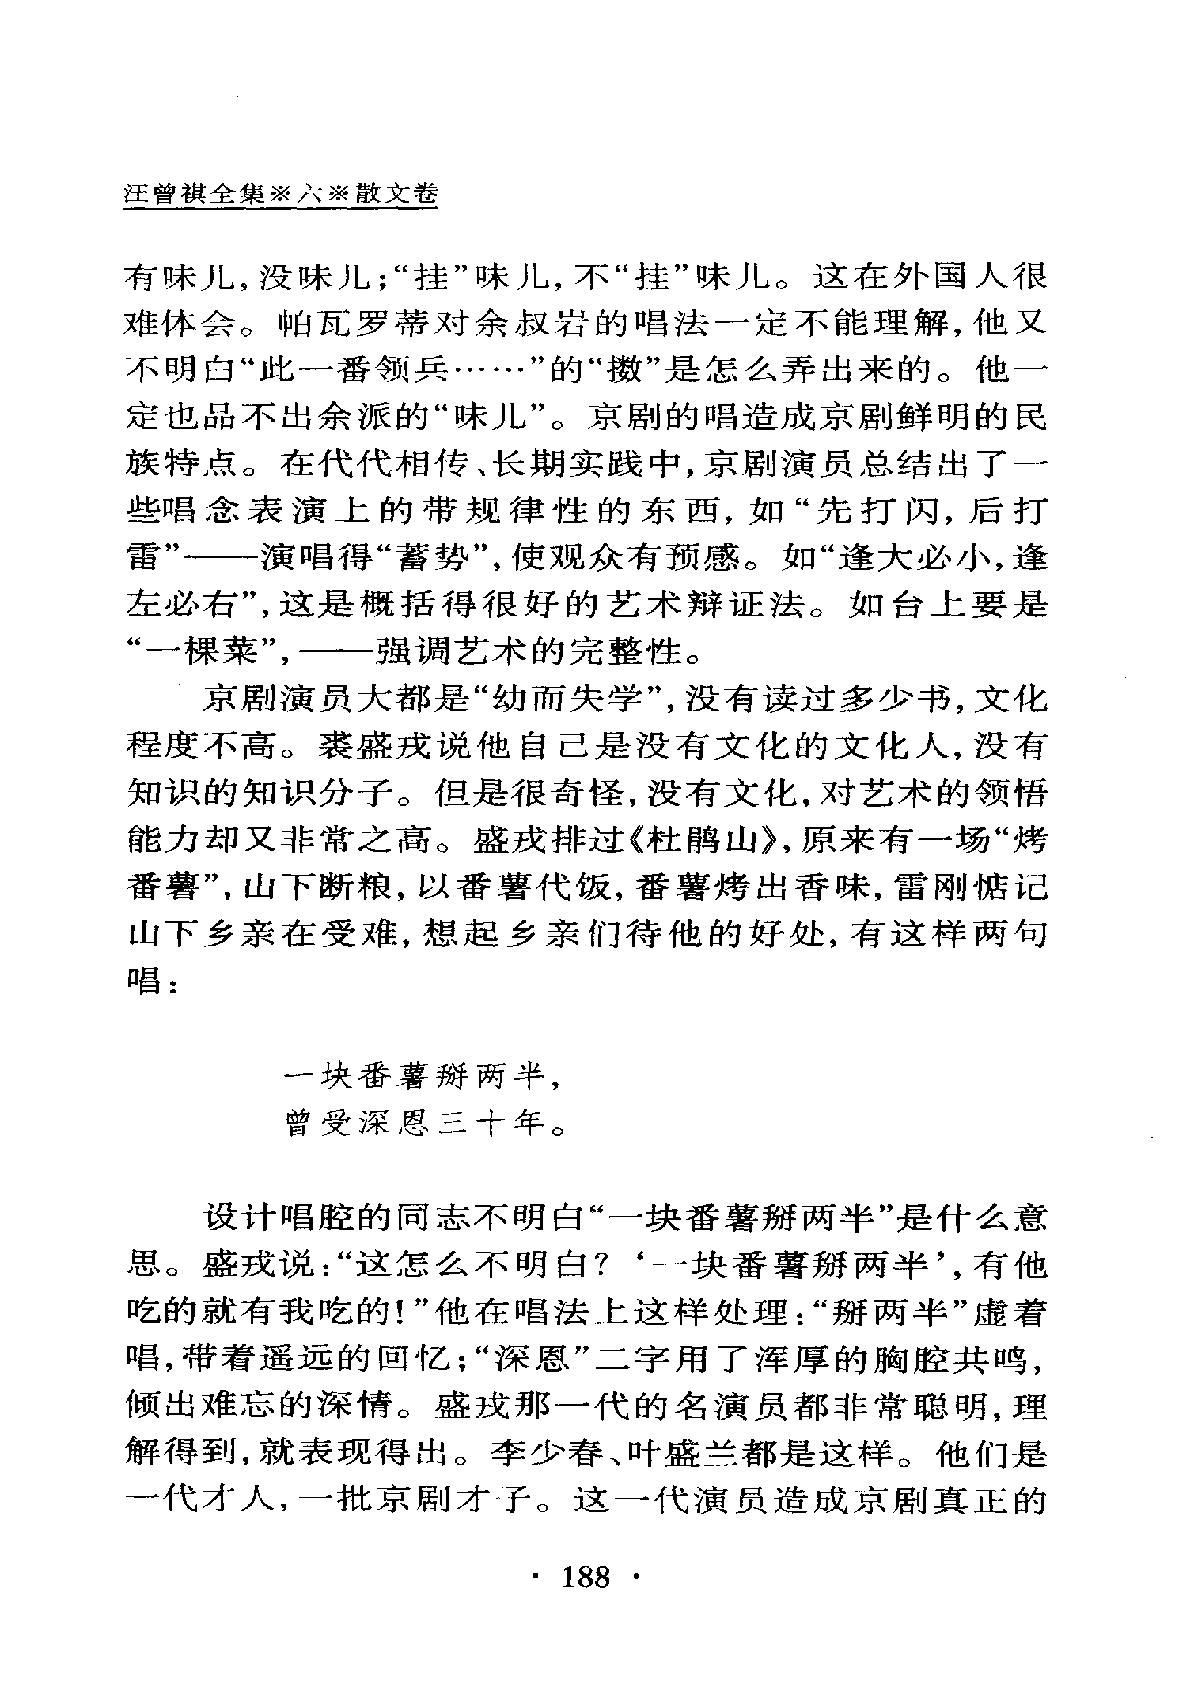 汪曾祺全集※六※散文卷
有味儿,没味儿;“挂”味儿,不“挂”味儿。这在外国人很
难体会。帕瓦罗蒂对余叔岩的唱法一定不能理解,他又
不明白“此一番领兵……”的“擞”是怎么弄出来的。他一
定也品不出余派的“味儿”。京剧的唱造成京剧鲜明的民
族特点。在代代相传、长期实践中,京剧演员总结出了一
些唱念表演上的带规律性的东西,如“先打闪,后打
雷”——演唱得“蓄势”,使观众有预感。如“逢大必小,逢
左必右”,这是概括得很好的艺术辩证法。如台上要是
“一棵菜”,——强调艺术的完整性。
京剧演员大都是“幼而失学”,没有读过多少书,文化
程度不高。裘盛戎说他自己是没有文化的文化人,没有
知识的知识分子。但是很奇怪,没有文化,对艺术的领悟
能力却又非常之高。盛戎排过《杜鹃山》,原来有一场“烤
番薯”,山下断粮,以番薯代饭,番薯烤出香味,雷刚惦记
山下乡亲在受难,想起乡亲们待他的好处,有这样两句
唱:
一块番薯掰两半,
曾受深恩三十年。
设计唱腔的同志不明白“一块番薯掰两半”是什么意
思。盛戎说:“这怎么不明白?‘一块番薯掰两半’,有他
吃的就有我吃的!”他在唱法上这样处理:“掰两半”虚着
唱,带着遥远的回忆;“深恩”二字用了浑厚的胸腔共鸣,
倾出难忘的深情。盛戎那一代的名演员都非常聪明,理
解得到,就表现得出。李少春、叶盛兰都是这样。他们是
一代才人,一批京剧才子。这一代演员造成京剧真正的
· 188 ·